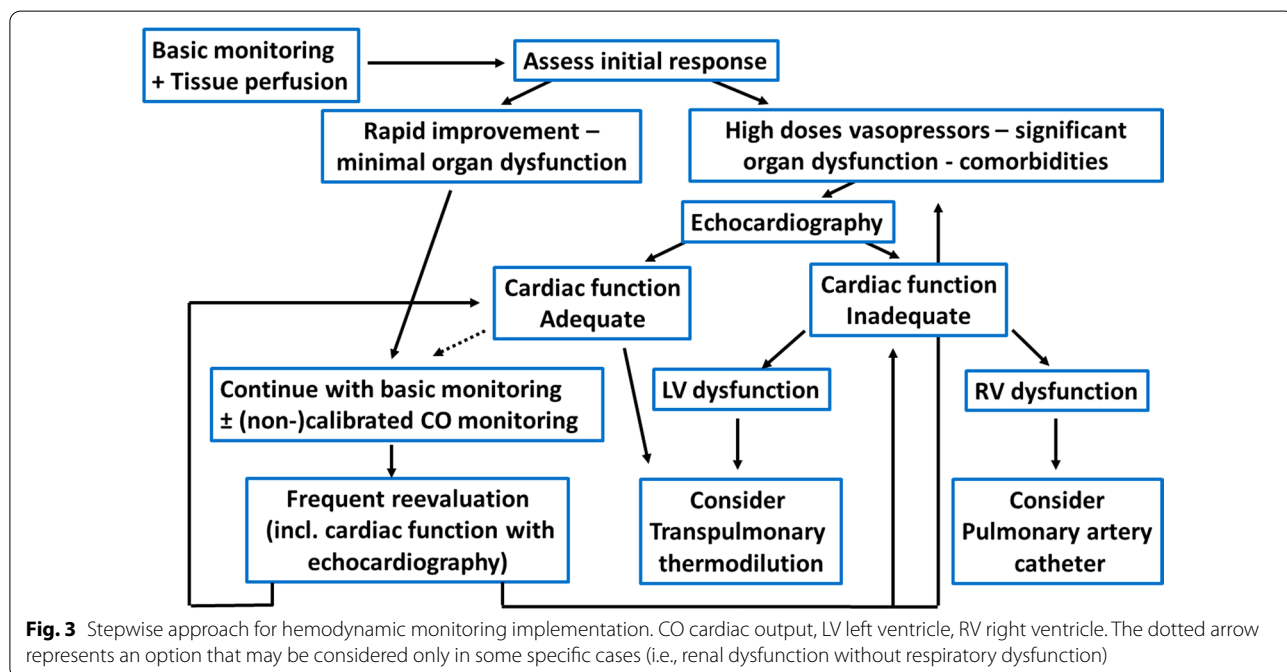 Basic monitoring
+ Tissue perfusion
Assess initial response
Rapid improvement –
minimal organ dysfunction
High doses vasopressors – significant
organ dysfunction - comorbidities
Echocardiography
Cardiac function
Adequate
Cardiac function
Inadequate
Continue with basic monitoring
± (non-)calibrated CO monitoring
LV dysfunction
RV dysfunction
Frequent reevaluation
(incl. cardiac function with
echocardiography)
Consider
Transpulmonary
thermodilution
Consider
Pulmonary artery
catheter
Fig. 3 Stepwise approach for hemodynamic monitoring implementation. CO cardiac output, LV left ventricle, RV right ventricle. The dotted arrow
represents an option that may be considered only in some specific cases (i.e., renal dysfunction without respiratory dysfunction)